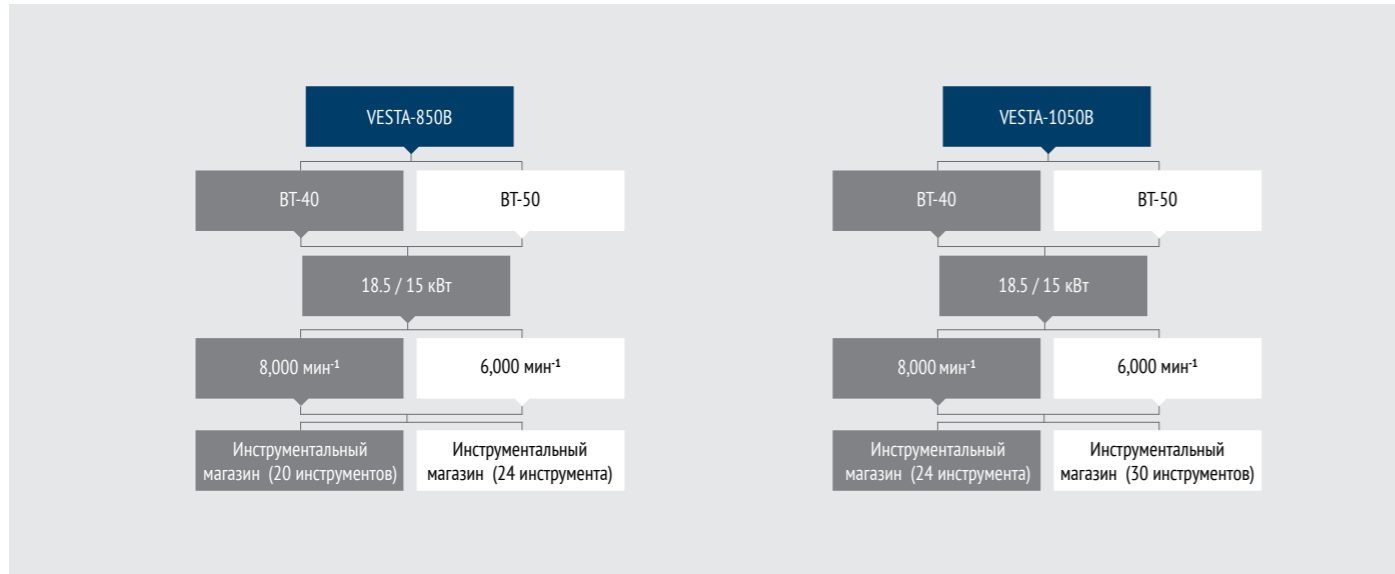 VESTA-850B
BT-40
BT-50
18.5 / 15 кВт
8,000 мин⁻¹
6,000 мин⁻¹
Инструментальный
магазин (20 инструментов)
Инструментальный
магазин (24 инструмента)
VESTA-1050B
BT-40
BT-50
18.5 / 15 кВт
8,000 мин⁻¹
6,000 мин⁻¹
Инструментальный
магазин (24 инструмента)
Инструментальный
магазин (30 инструментов)